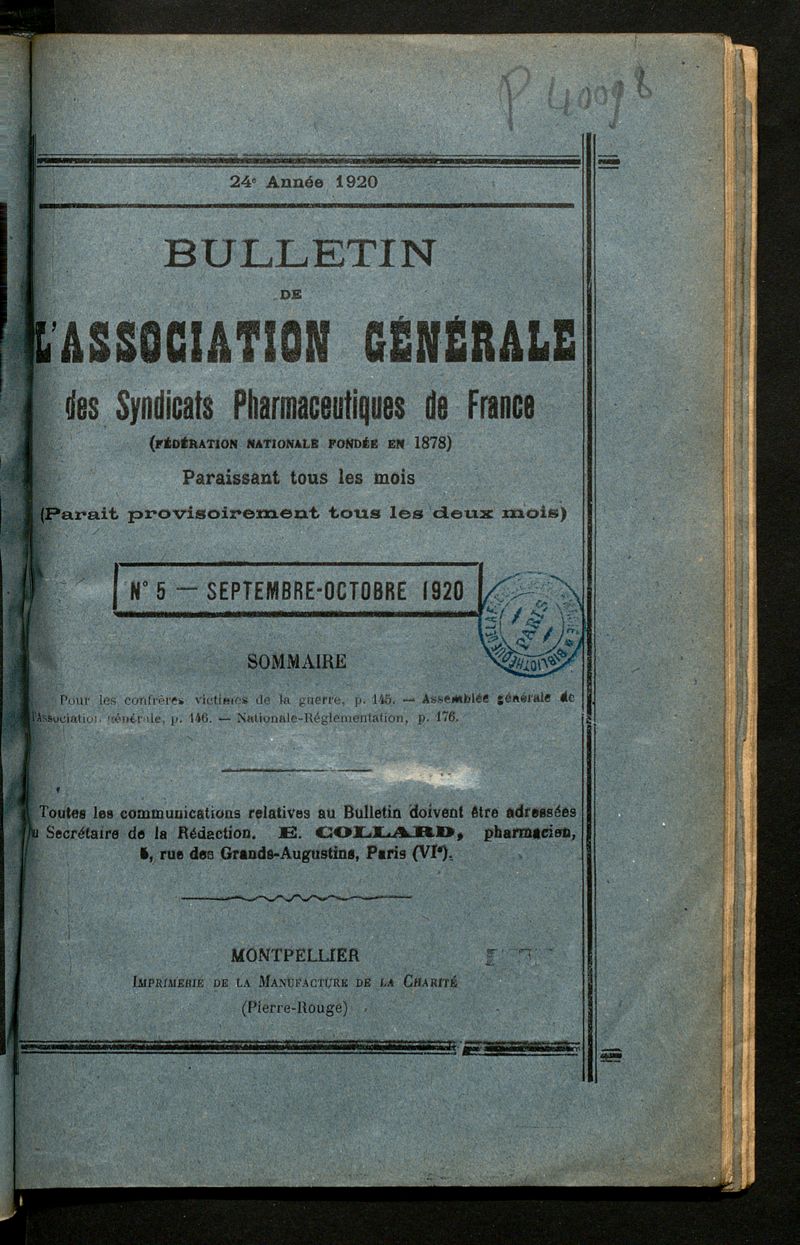 P 40098
24e Année 1920
BULLETIN
DE
L'ASSOCIATION GÉNÉRALE
des Syndicats Pharmaceutiques de France
(FÉDÉRATION NATIONALE FONDÉE EN 1878)
Paraissant tous les mois
(Parait provisoirement tous les deux mois)
N° 5 — SEPTEMBRE-OCTOBRE 1920
PARIS
SOMMAIRE
Pour les confrères victimes de la guerre, p. 145. — Assemblée générale de
l'Association générale, p. 146. — Nationale-Réglementation, p. 176.
Toutes les communications relatives au Bulletin doivent être adressées
u Secrétaire de la Rédaction, E. COLLARD, pharmacien,
rue des Grands-Augustins, Paris (VIe).
MONTPELLIER
IMPRIMERIE DE LA MANUFACTURE DE LA CHARITÉ
(Pierre-Rouge)